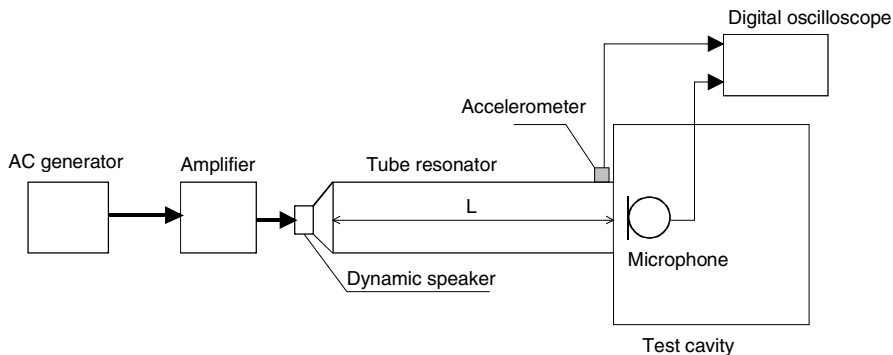 Digital oscilloscope
Accelerometer
AC generator
Amplifier
Tube resonator
L
Microphone
Dynamic speaker
Test cavity